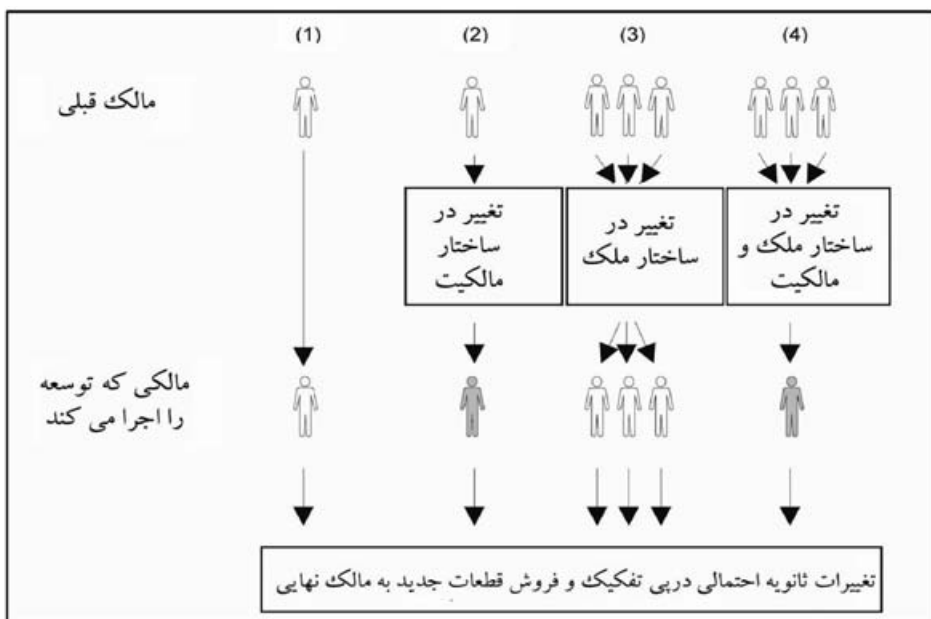 (1) (2) (3) (4)
مالک قبلی
تغییر در
ساختار
مالکیت
تغییر در
ساختار ملک
تغییر در
ساختار ملک و
مالکیت
مالکی که توسعه
را اجرا می کند
تغییرات ثانویه احتمالی درپی تفکیک و فروش قطعات جدید به مالک نهایی